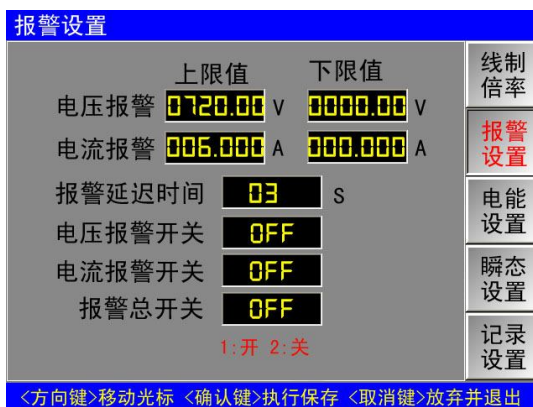 报警设置
上限值 下限值
电压报警 0720.00 V 0000.00 V
电流报警 006.000 A 000.000 A
报警延迟时间 03 S
电压报警开关 OFF
电流报警开关 OFF
报警总开关 OFF
1:开 2:关
线制
倍率
报警
设置
电能
设置
瞬态
设置
记录
设置
<方向键>移动光标 <确认键>执行保存 <取消键>放弃并退出